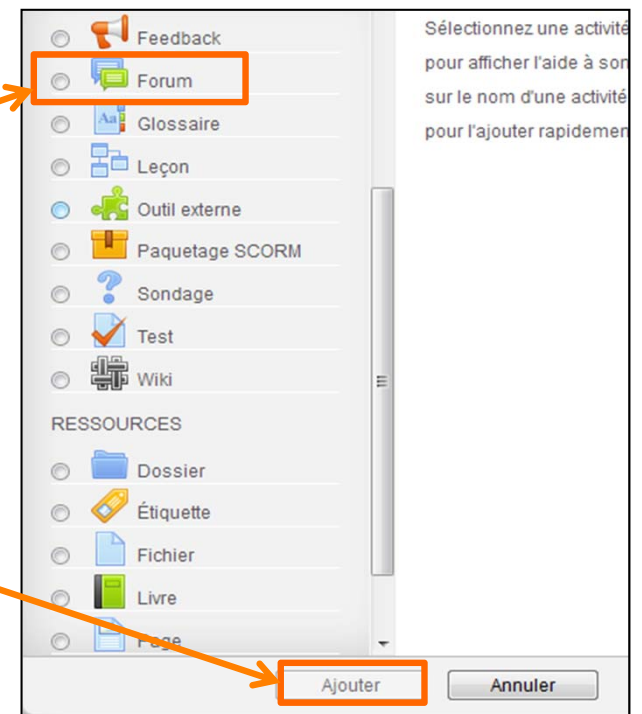 Feedback
Forum
Glossaire
Leçon
Outil externe
Paquetage SCORM
Sondage
Test
Wiki
RESSOURCES
Dossier
Étiquette
Fichier
Livre
Page
Sélectionnez une activité
pour afficher l'aide à son
sur le nom d'une activité
pour l'ajouter rapidemen
Ajouter
Annuler